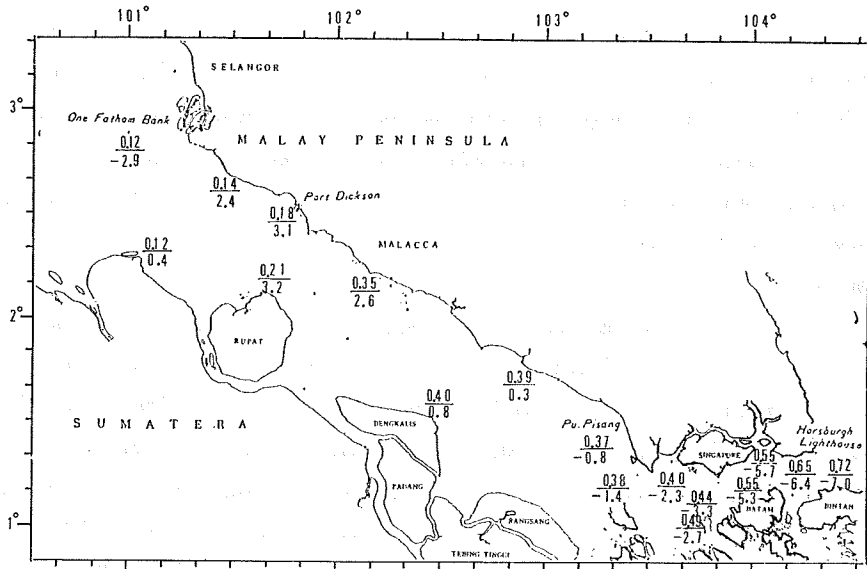 101° 102° 103° 104°
SELANGOR
3°
One Fathom Bank
MALAY PENINSULA
0.12
-2.9
0.14
2.4
Port Dickson
0.18
3.1
MALACCA
0.12
0.4
0.21
3.2
0.35
2.6
2°
RUPAT
0.39
0.3
0.40
0.8
SUMATERA
BENGKALIS
Pu. Pisang
0.37
-0.8
Horsburgh
Lighthouse
SINGAPORE
0.55
-5.7
0.65
-6.4
0.72
-7.0
0.38
-1.4
0.40
-2.3
0.55
-5.3
PADANG
0.44
-3.3
BATAM
BINTAN
0.49
-2.7
1°
RANGSANG
TEBING TINGGI